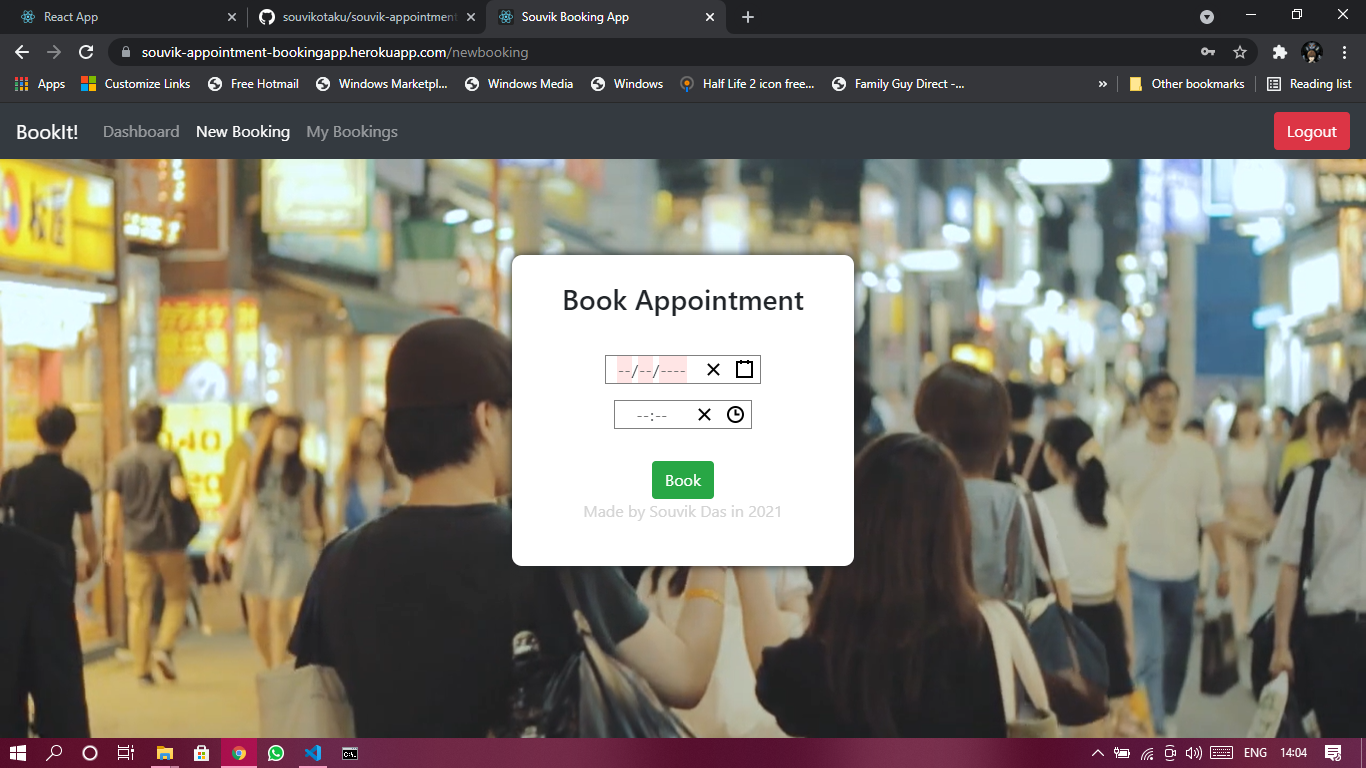 React App
souvikotaku/souvik-appointment
Souvik Booking App
souvik-appointment-bookingapp.herokuapp.com/newbooking
Apps
Customize Links
Free Hotmail
Windows Marketpl...
Windows Media
Windows
Half Life 2 icon free...
Family Guy Direct -...
»
Other bookmarks
Reading list
BookIt!
Dashboard
New Booking
My Bookings
Logout
Book Appointment
--/--/----
--:--
Book
Made by Souvik Das in 2021
ENG
14:04